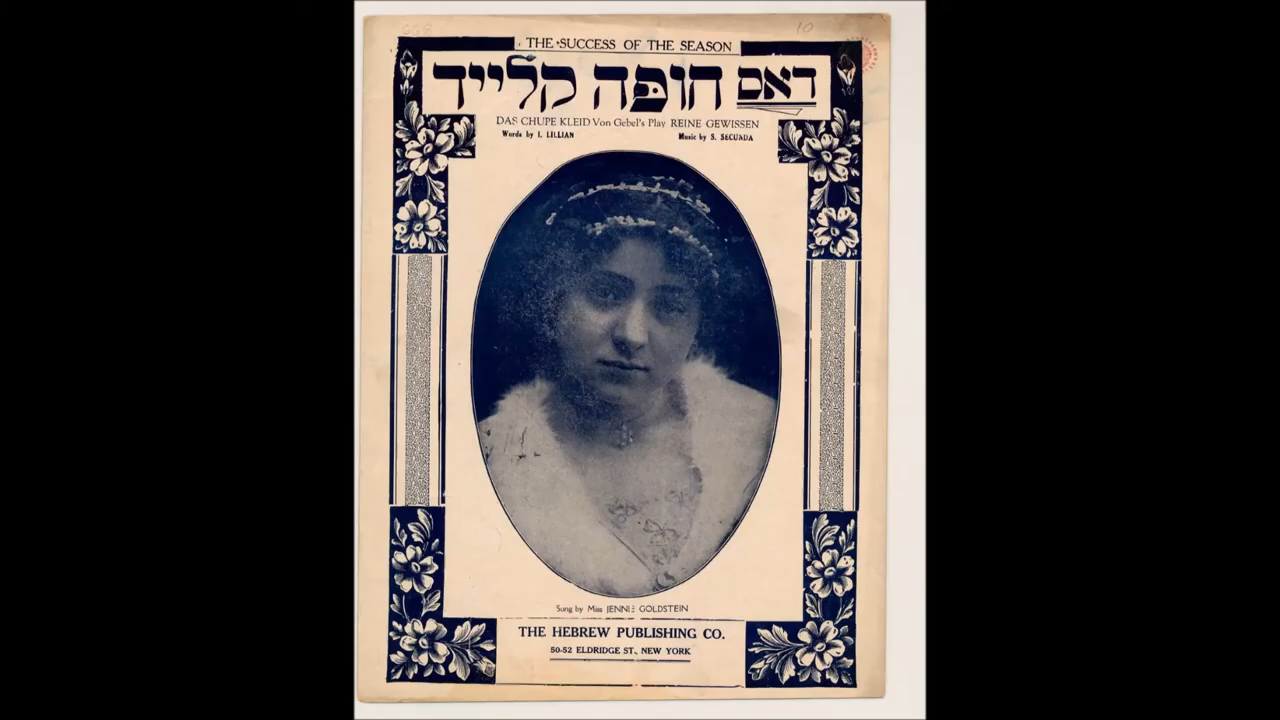 THE SUCCESS OF THE SEASON
דאס חופה קלייד
DAS CHUPE KLEID Von Gebel's Play REINE GEWISSEN
Words by I. LILLIAN Music by S. SECUNDA
Sung by Miss JENNIE GOLDSTEIN
THE HEBREW PUBLISHING CO.
50-52 ELDRIDGE ST., NEW YORK
10